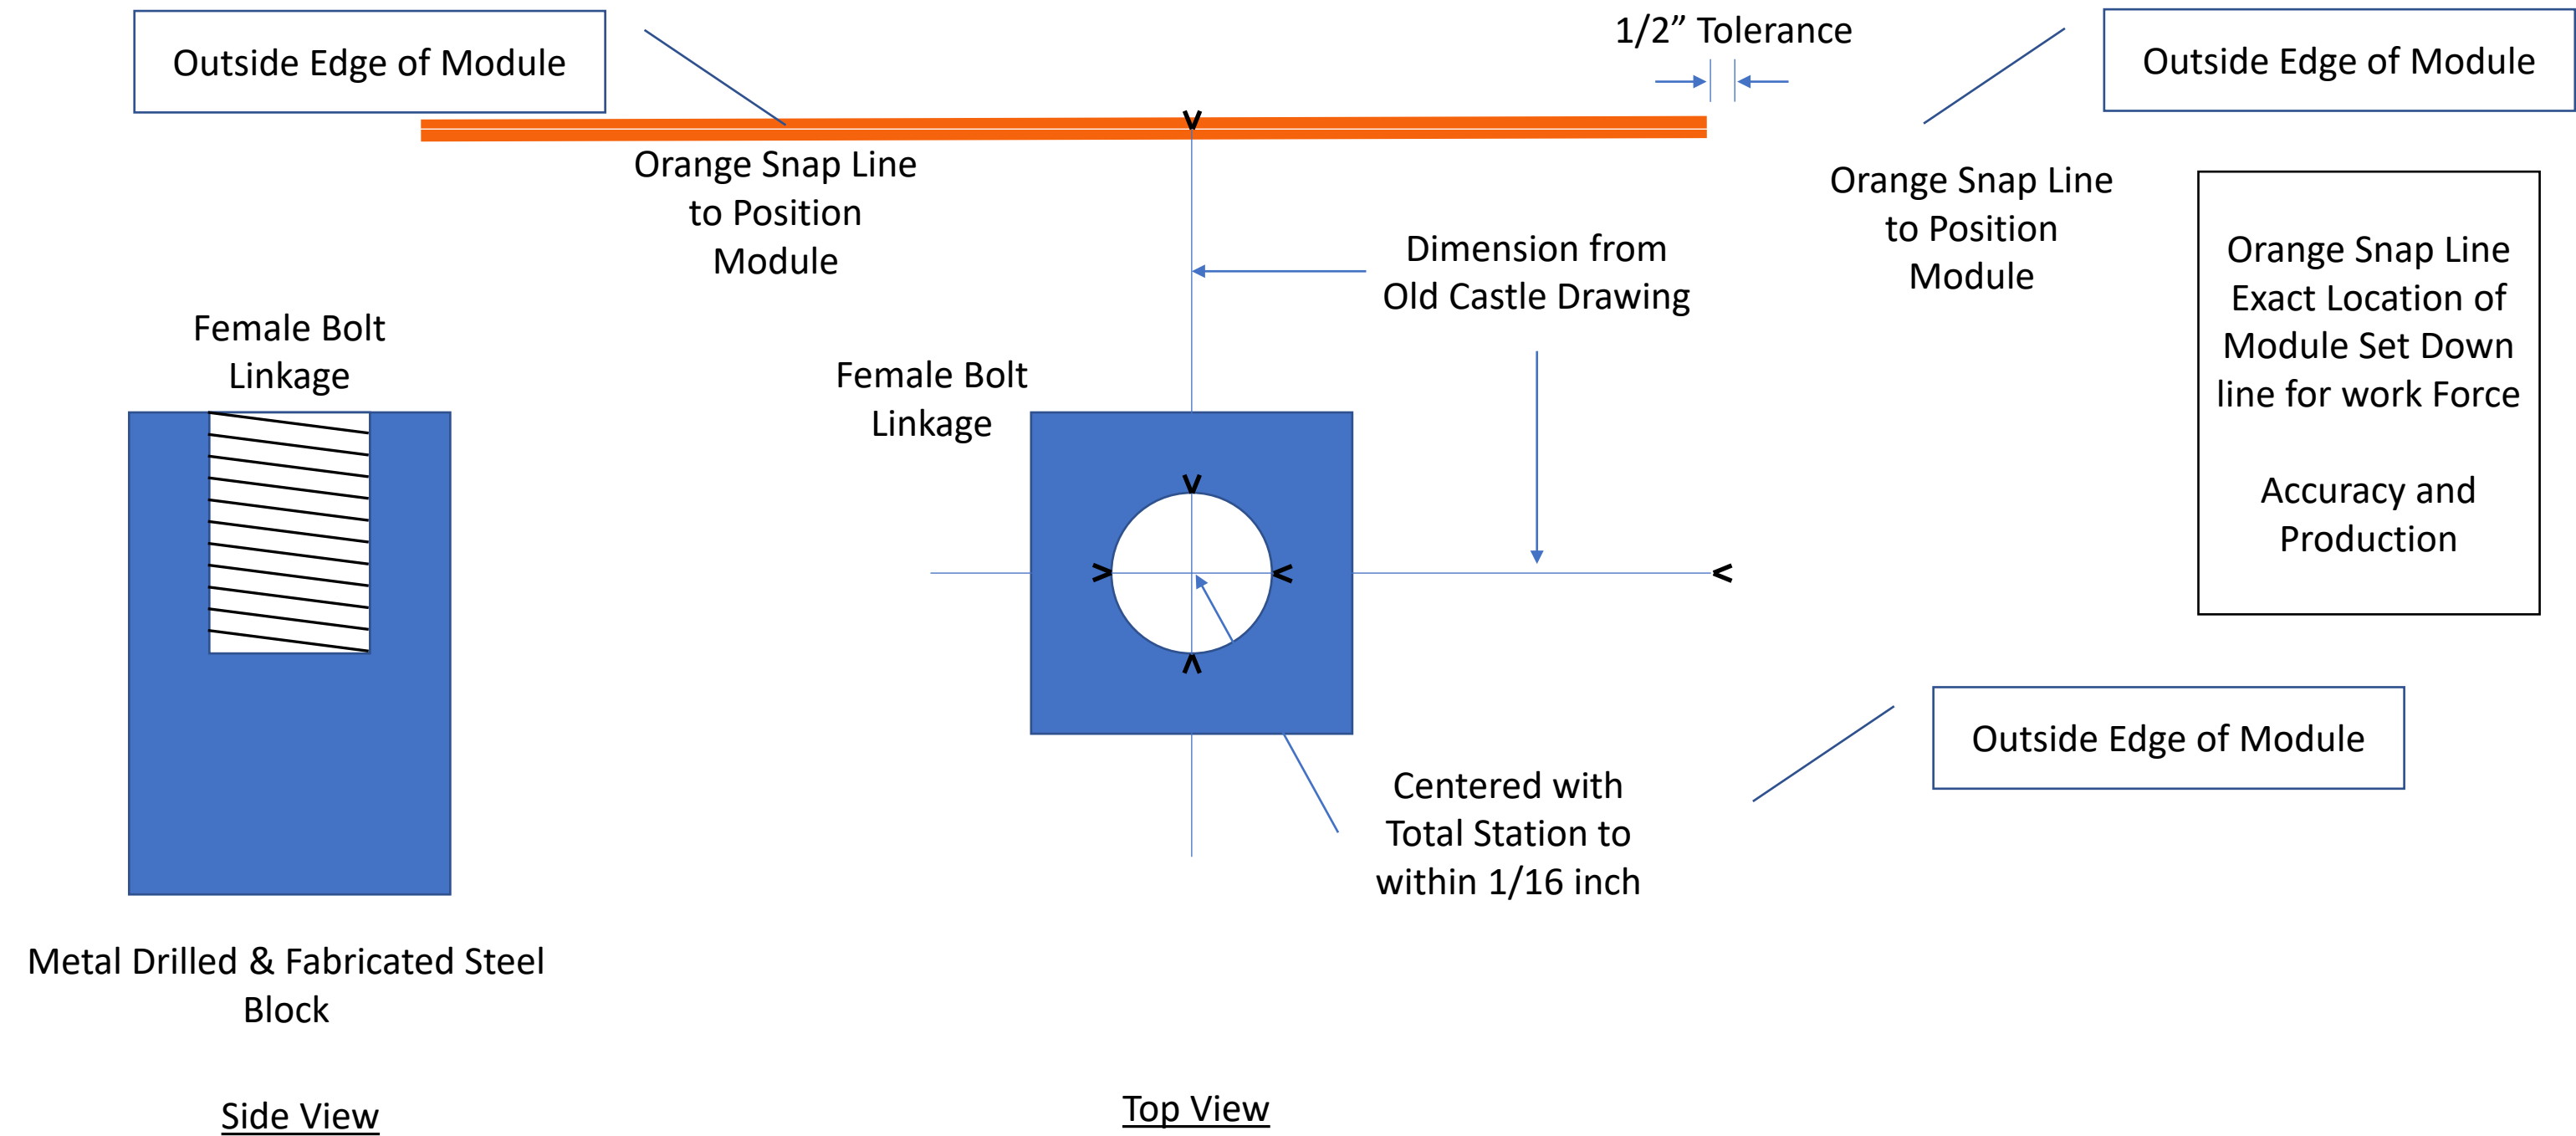 Outside Edge of Module
1/2” Tolerance
Outside Edge of Module
Orange Snap Line
to Position
Module
Orange Snap Line
to Position
Module
Dimension from
Old Castle Drawing
Orange Snap Line
Exact Location of
Module Set Down
line for work Force
Accuracy and
Production
Female Bolt
Linkage
Female Bolt
Linkage
Outside Edge of Module
Centered with
Total Station to
within 1/16 inch
Metal Drilled & Fabricated Steel
Block
Side View
Top View